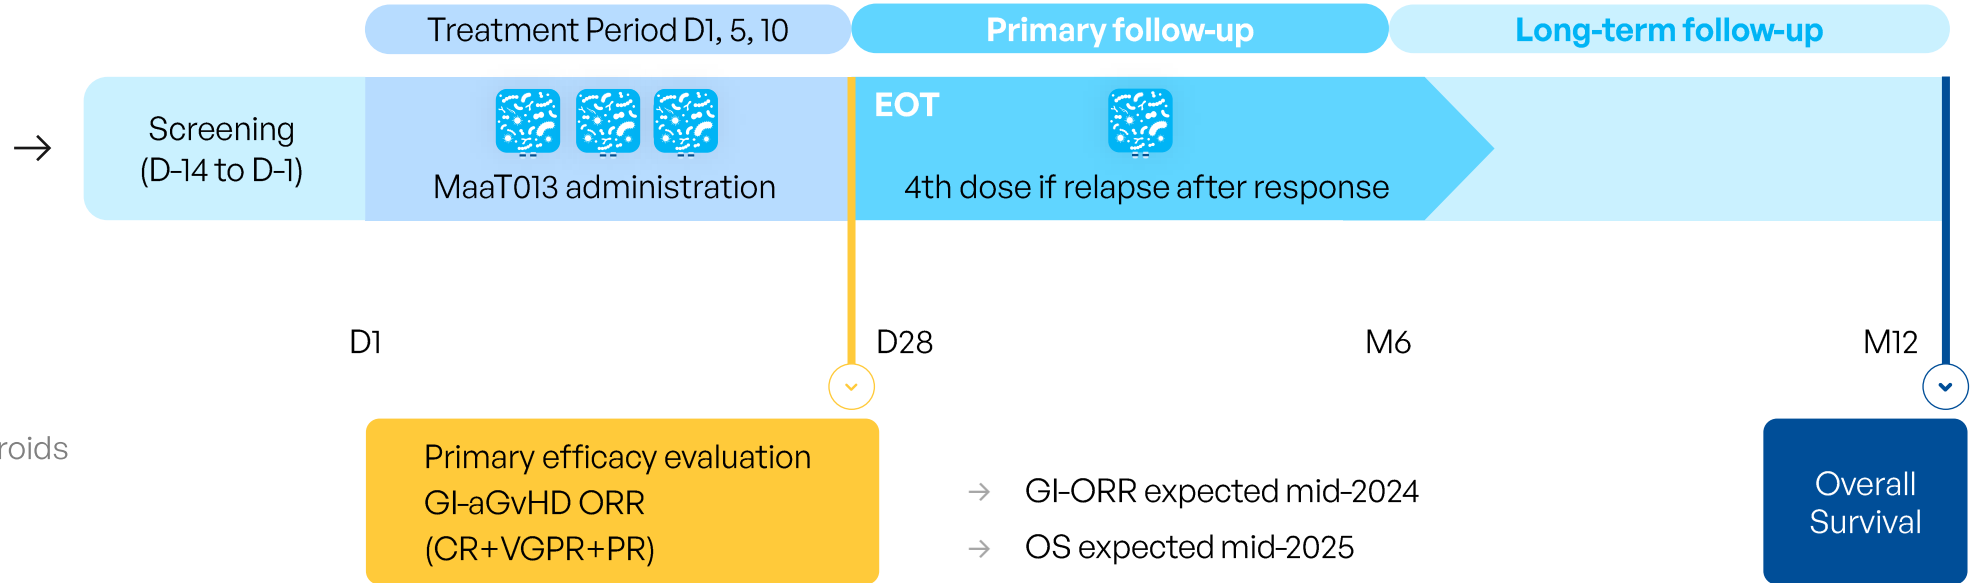 Treatment Period D1, 5, 10
Primary follow-up
Long-term follow-up
Screening
(D-14 to D-1)
MaaT013 administration
EOT
4th dose if relapse after response
D1
D28
M6
M12
roids
Primary efficacy evaluation
GI-aGvHD ORR
(CR+VGPR+PR)
→ GI-ORR expected mid-2024
→ OS expected mid-2025
Overall
Survival